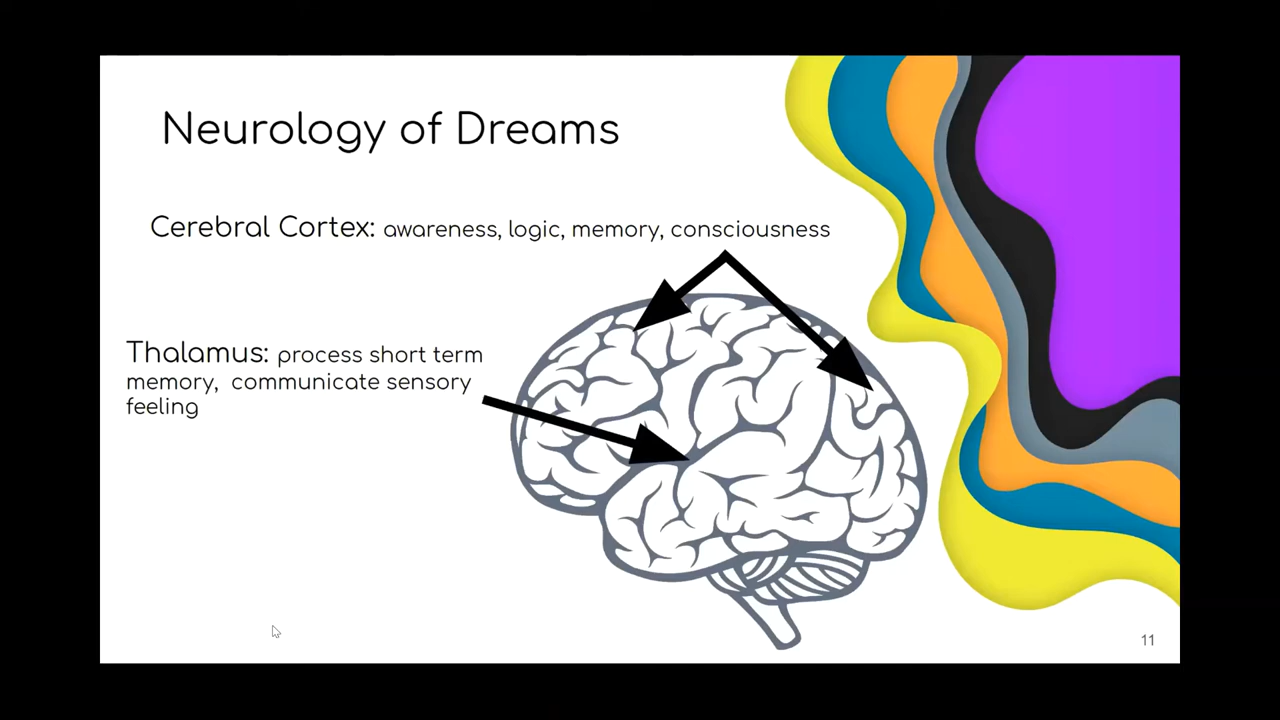 Neurology of Dreams
Cerebral Cortex: awareness, logic, memory, consciousness
Thalamus: process short term
memory, communicate sensory
feeling
11